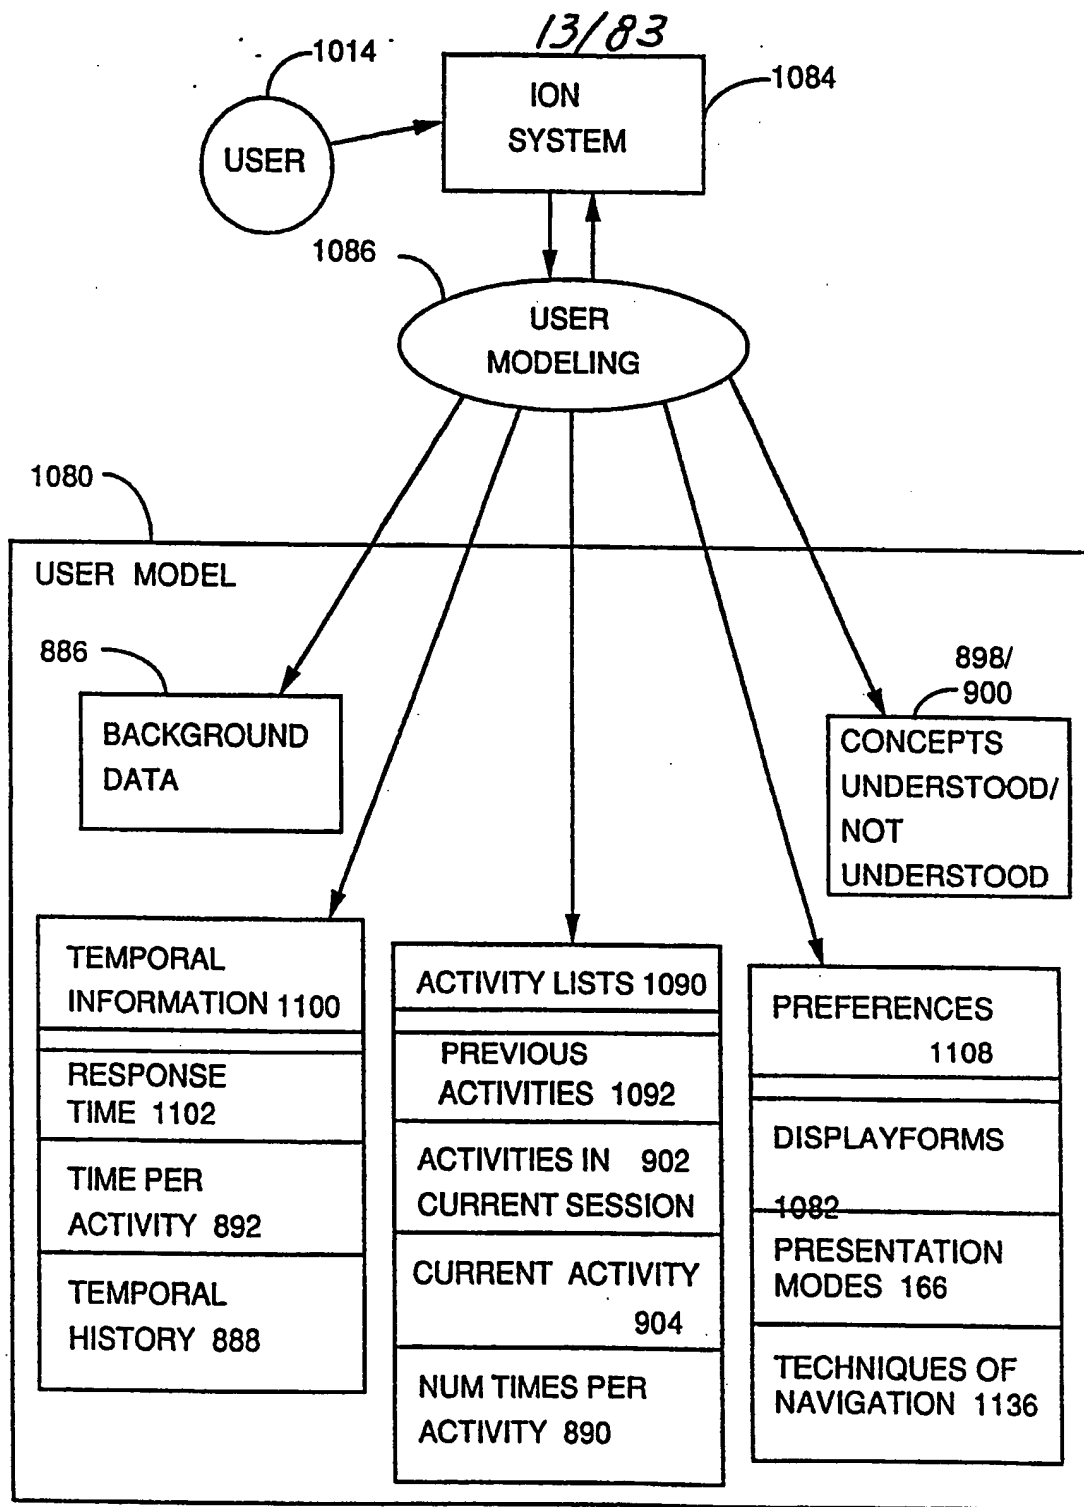 13/83
1014
ION
SYSTEM
1084
USER
1086
USER
MODELING
1080
USER MODEL
886
BACKGROUND
DATA
898/
900
CONCEPTS
UNDERSTOOD/
NOT
UNDERSTOOD
TEMPORAL
INFORMATION 1100
RESPONSE
TIME 1102
TIME PER
ACTIVITY 892
TEMPORAL
HISTORY 888
ACTIVITY LISTS 1090
PREVIOUS
ACTIVITIES 1092
ACTIVITIES IN 902
CURRENT SESSION
CURRENT ACTIVITY
904
NUM TIMES PER
ACTIVITY 890
PREFERENCES
1108
DISPLAYFORMS
1082
PRESENTATION
MODES 166
TECHNIQUES OF
NAVIGATION 1136